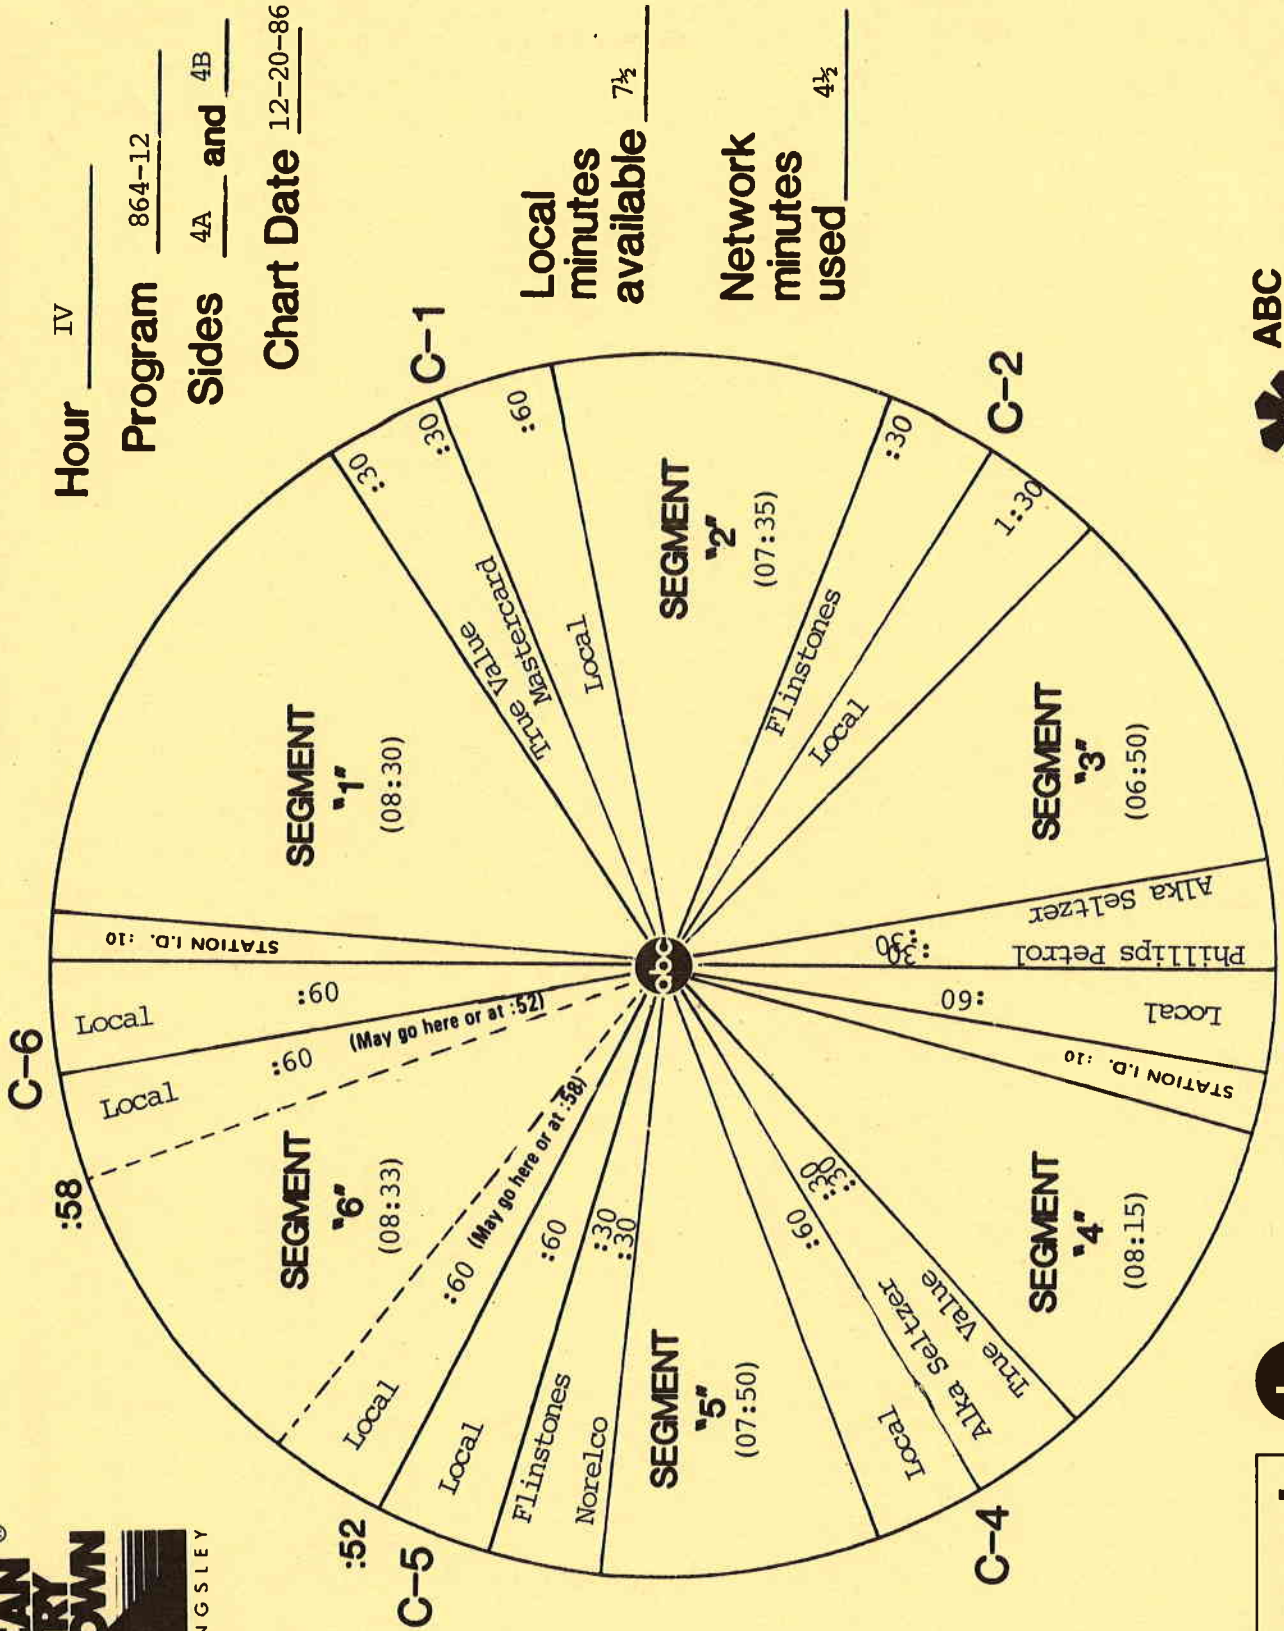 Hour IV
Program 864-12
Sides 4A and 4B
Chart Date 12-20-86
C-1
Local
minutes
available 7½
Network
minutes
used 4½
C-2
ABC
SEGMENT
"1"
(08:30)
True Value :30
Mastercard :30
Local :60
SEGMENT
"2"
(07:35)
Flinstones :30
Local 1:30
SEGMENT
"3"
(06:50)
Alka Seltzer :30
Phillips Petrol :30
Local :60
STATION I.D. :10
SEGMENT
"4"
(08:15)
True Value :30
Alka Seltzer :30
Local :60
C-4
SEGMENT
"5"
(07:50)
Norelco :30
Flinstones :30
Local :60
C-5
:52
Local :60 (May go here or at :58)
SEGMENT
"6"
(08:33)
:58
Local :60 (May go here or at :52)
C-6
Local :60
STATION I.D. :10
abc